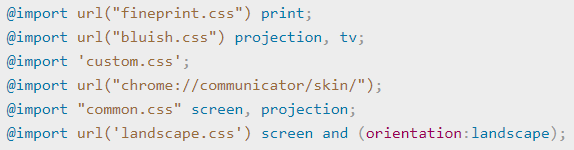 @import url("fineprint.css") print;
@import url("bluish.css") projection, tv;
@import 'custom.css';
@import url("chrome://communicator/skin/");
@import "common.css" screen, projection;
@import url('landscape.css') screen and (orientation:landscape);